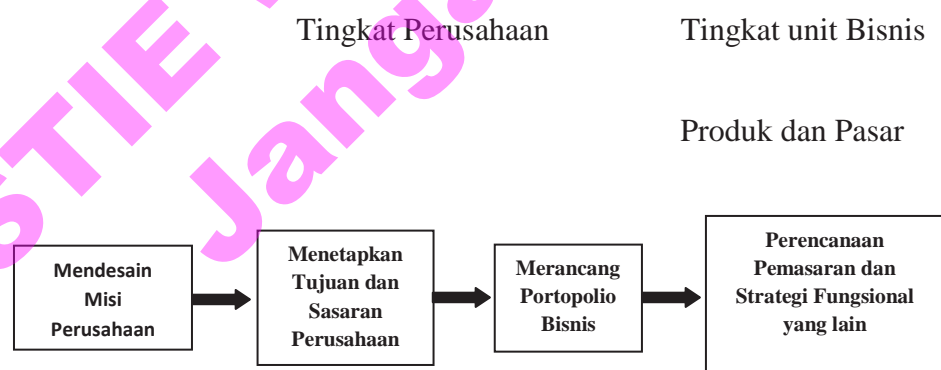 Tingkat Perusahaan Tingkat unit Bisnis
Produk dan Pasar
STIE
Janga
Mendesain
Misi
Perusahaan
Menetapkan
Tujuan dan
Sasaran
Perusahaan
Merancang
Portopolio
Bisnis
Perencanaan
Pemasaran dan
Strategi Fungsional
yang lain